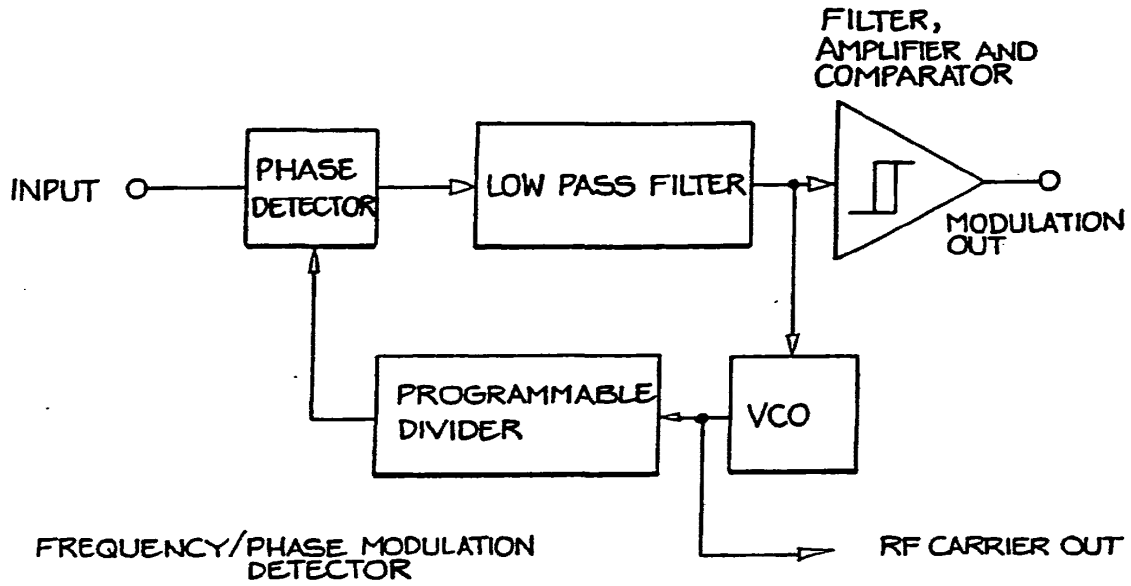 FILTER,
AMPLIFIER AND
COMPARATOR
INPUT
PHASE
DETECTOR
LOW PASS FILTER
MODULATION
OUT
PROGRAMMABLE
DIVIDER
VCO
FREQUENCY/PHASE MODULATION
DETECTOR
RF CARRIER OUT